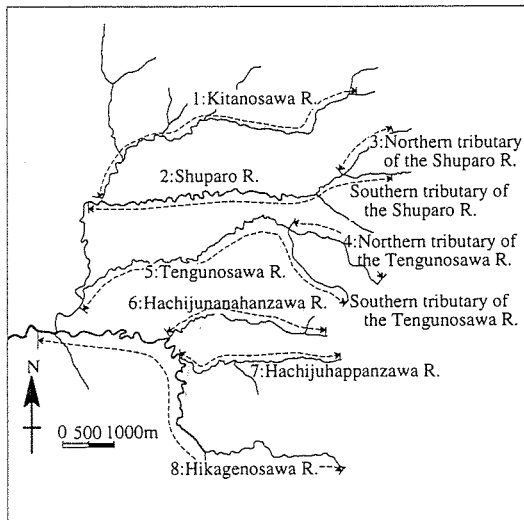 1:Kitanosawa R.
3:Northern tributary
of the Shuparo R.
2:Shuparo R.
Southern tributary of
the Shuparo R.
4:Northern tributary of
the Tengunosawa R.
5:Tengunosawa R.
6:Hachijunanahanzawa R.
Southern tributary of
the Tengunosawa R.
7:Hachijuhappanzawa R.
N
0 500 1000m
8:Hikagenosawa R.